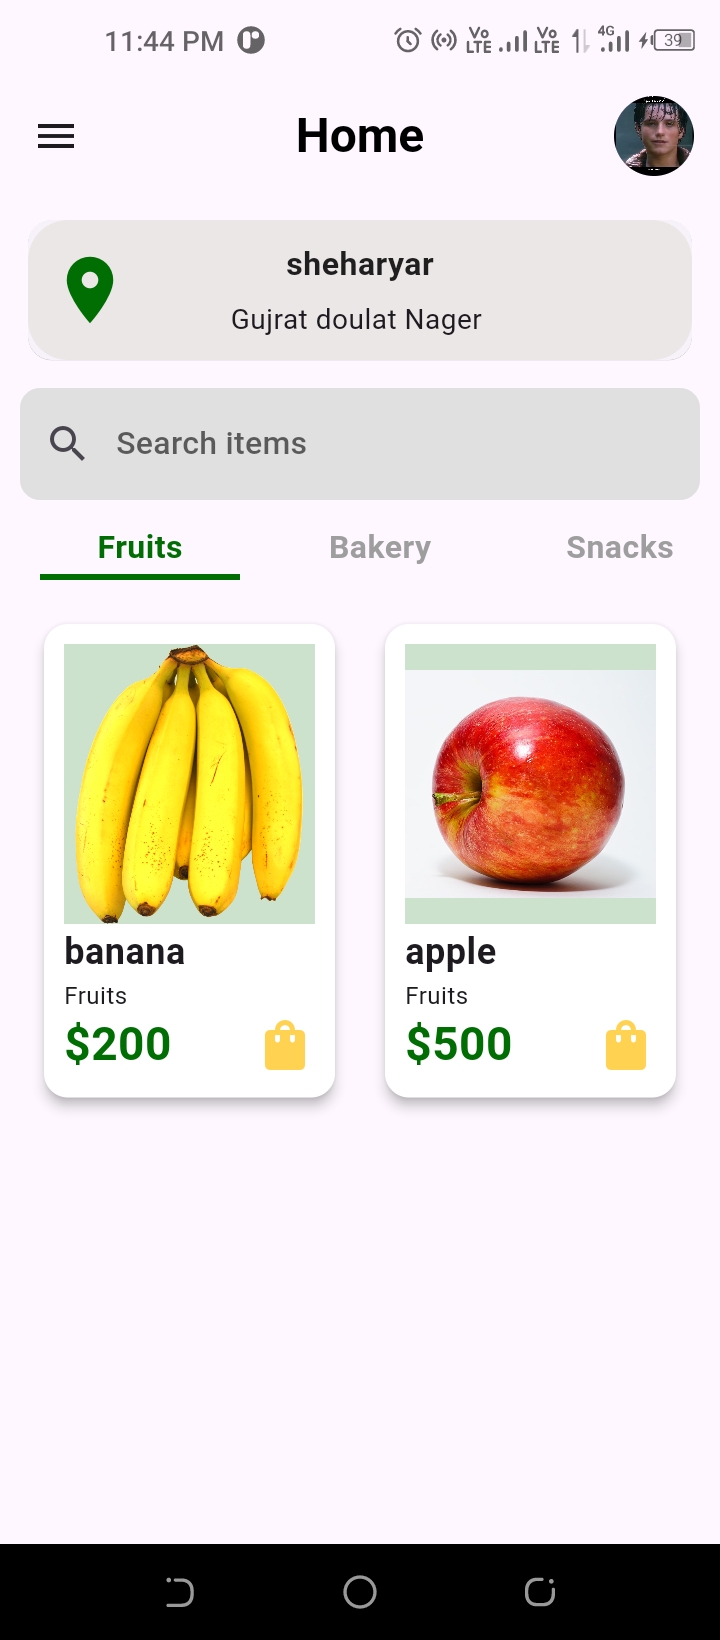 11:44 PM Vo LTE Vo LTE 4G 39
Home
sheharyar
Gujrat doulat Nager
Search items
Fruits Bakery Snacks
banana apple
Fruits Fruits
$200 $500